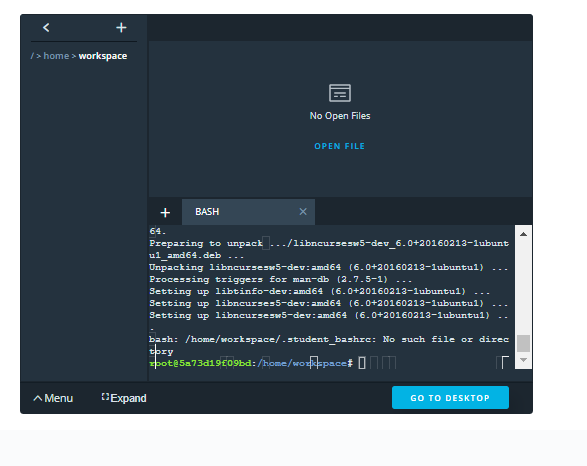 / > home > workspace
No Open Files
OPEN FILE
BASH
64.
Preparing to unpack .../libncursesw5-dev_6.0+20160213-1ubunt
u1_amd64.deb ...
Unpacking libncursesw5-dev:amd64 (6.0+20160213-1ubuntu1) ...
Processing triggers for man-db (2.7.5-1) ...
Setting up libtinfo-dev:amd64 (6.0+20160213-1ubuntu1) ...
Setting up libncurses5-dev:amd64 (6.0+20160213-1ubuntu1) ...
Setting up libncursesw5-dev:amd64 (6.0+20160213-1ubuntu1) ..
.
bash: /home/workspace/.student_bashrc: No such file or direc
tory
root@5a73d19f09bd:/home/workspace#
Menu
Expand
GO TO DESKTOP